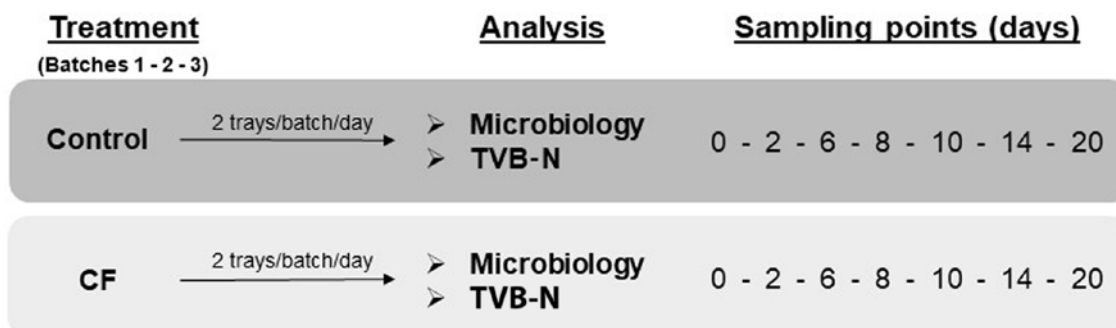 Treatment Analysis Sampling points (days)
(Batches 1 - 2 - 3)
Control 2 trays/batch/day ➢ Microbiology 0 - 2 - 6 - 8 - 10 - 14 - 20
➢ TVB-N
CF 2 trays/batch/day ➢ Microbiology 0 - 2 - 6 - 8 - 10 - 14 - 20
➢ TVB-N